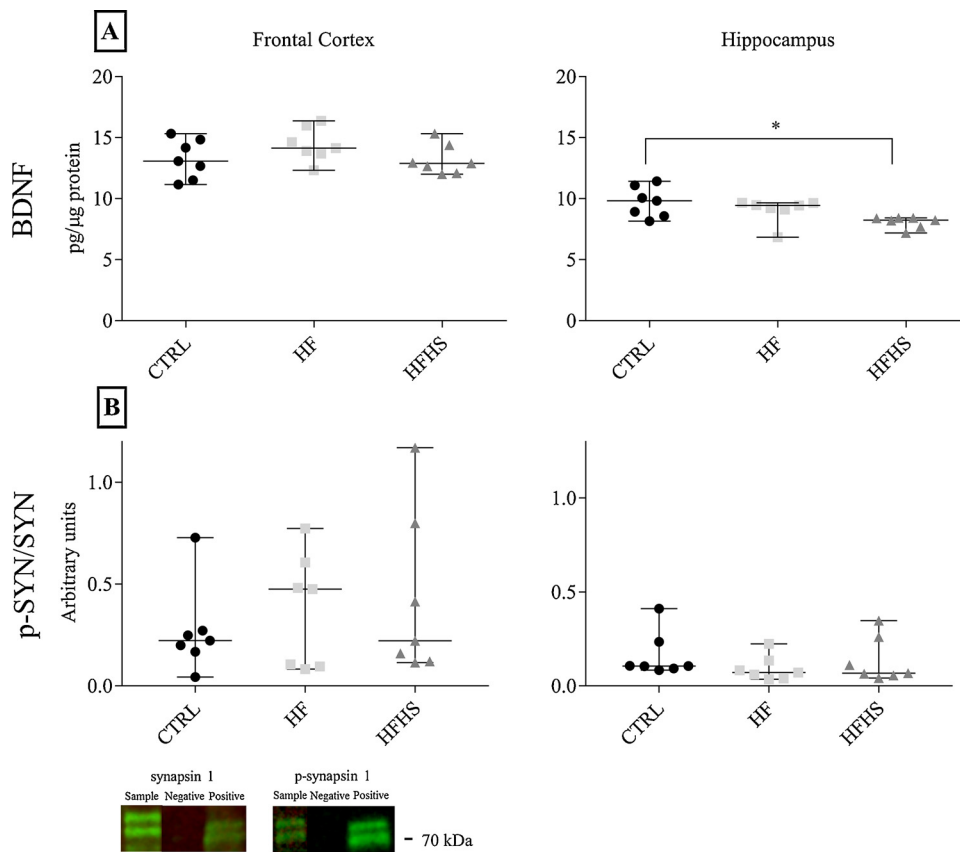 A
Frontal Cortex
Hippocampus
BDNF
pg/μg protein
20
15
10
5
0
CTRL
HF
HFHS
20
15
10
5
0
*
CTRL
HF
HFHS
B
p-SYN/SYN
Arbitrary units
1.0
0.5
0.0
CTRL
HF
HFHS
1.0
0.5
0.0
CTRL
HF
HFHS
synapsin 1
Sample Negative Positive
p-synapsin 1
Sample Negative Positive
- 70 kDa